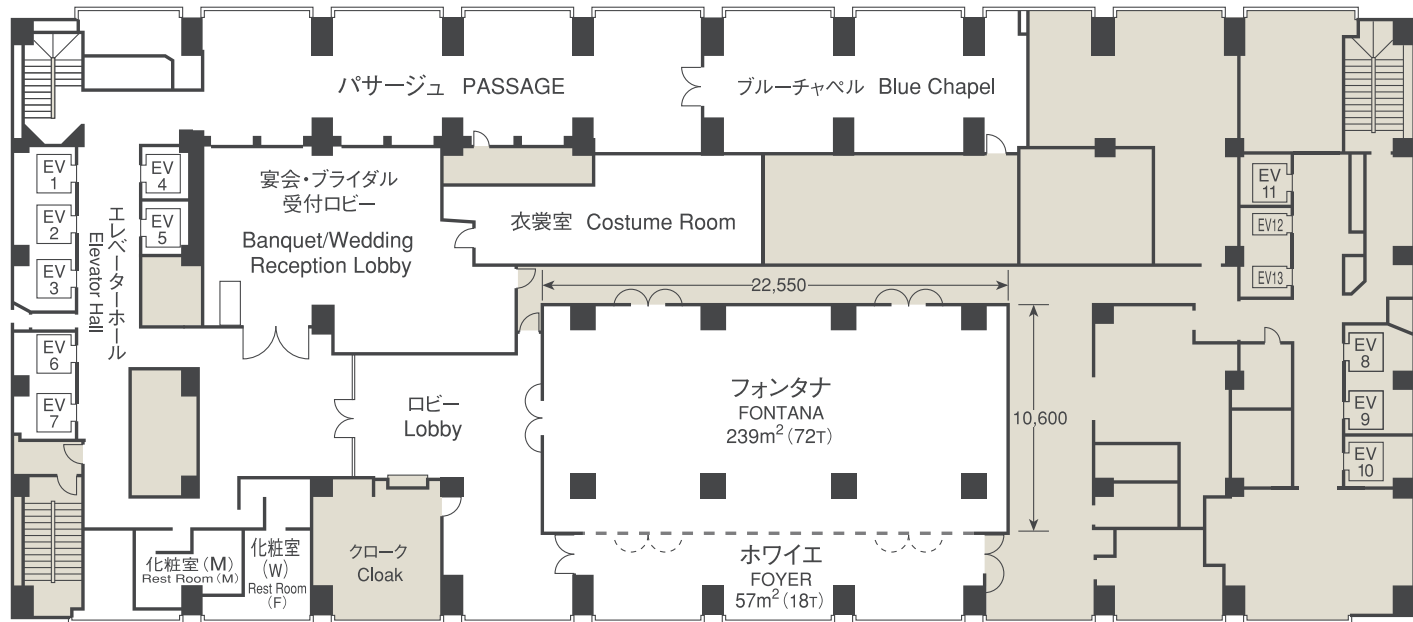 パサージュ PASSAGE
ブルーチャペル Blue Chapel
EV
1
EV
2
EV
3
EV
4
EV
5
EV
6
EV
7
エレベーターホール
Elevator Hall
宴会・ブライダル
受付ロビー
Banquet/Wedding
Reception Lobby
衣裳室 Costume Room
EV
11
EV12
EV13
22,550
フォンタナ
FONTANA
239m² (72T)
10,600
ロビー
Lobby
EV
8
EV
9
EV
10
化粧室(M)
Rest Room (M)
化粧室
(W)
Rest Room
(F)
クローク
Cloak
ホワイエ
FOYER
57m² (18T)